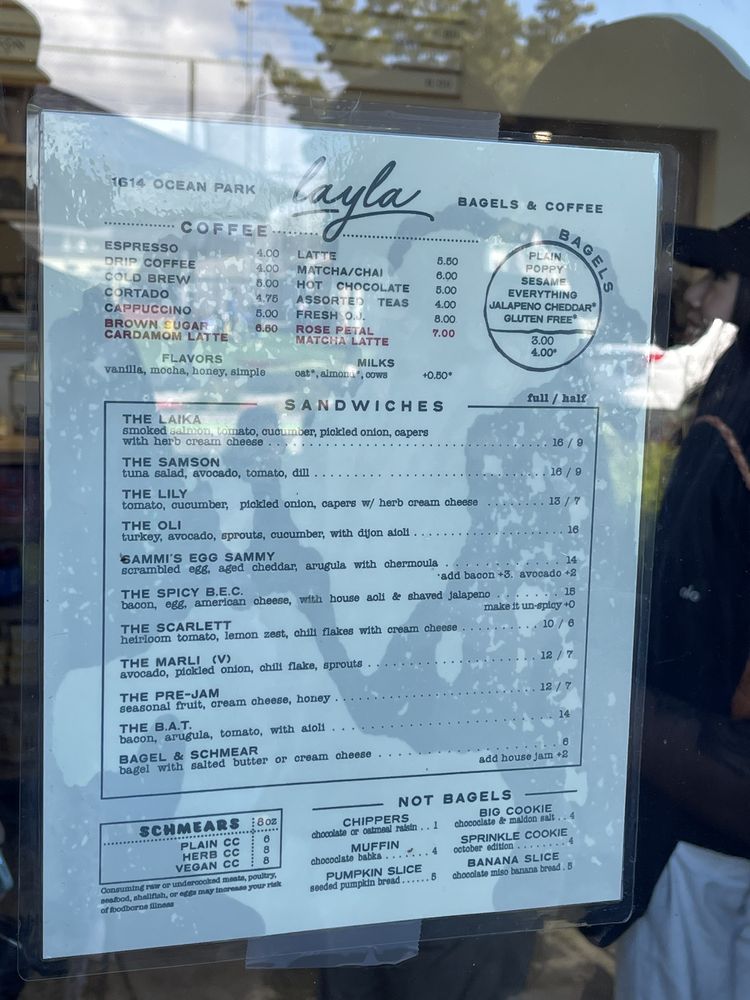 1614 OCEAN PARK
layla
BAGELS & COFFEE
COFFEE
ESPRESSO 4.00
DRIP COFFEE 4.00
COLD BREW 5.00
CORTADO 4.75
CAPPUCCINO 5.00
BROWN SUGAR 6.50
CARDAMOM LATTE
LATTE 5.50
MATCHA/CHAI 6.00
HOT CHOCOLATE 5.00
ASSORTED TEAS 4.00
FRESH O.J. 8.00
ROSE PETAL 7.00
MATCHA LATTE
FLAVORS
vanilla, mocha, honey, simple
MILKS
oat*, almond*, cows +0.50*
BAGELS
PLAIN
POPPY
SESAME
EVERYTHING
JALAPENO CHEDDAR*
GLUTEN FREE*
3.00
4.00*
SANDWICHES
full / half
THE LAIKA
smoked salmon, tomato, cucumber, pickled onion, capers
with herb cream cheese 16 / 9
THE SAMSON
tuna salad, avocado, tomato, dill 16 / 9
THE LILY
tomato, cucumber, pickled onion, capers w/ herb cream cheese 13 / 7
THE OLI
turkey, avocado, sprouts, cucumber, with dijon aioli 16
SAMMI'S EGG SAMMY
scrambled egg, aged cheddar, arugula with chermoula 14
*add bacon +3. avocado +2
THE SPICY B.E.C.
bacon, egg, american cheese, with house aoli & shaved jalapeno 15
make it un-spicy +0
THE SCARLETT
heirloom tomato, lemon zest, chili flakes with cream cheese 10 / 6
THE MARLI (V)
avocado, pickled onion, chili flake, sprouts 12 / 7
THE PRE-JAM
seasonal fruit, cream cheese, honey 12 / 7
THE B.A.T.
bacon, arugula, tomato, with aioli 14
BAGEL & SCHMEAR 6
bagel with salted butter or cream cheese
add house jam +2
SCHMEARS 8oz
PLAIN CC 6
HERB CC 8
VEGAN CC 8
Consuming raw or undercooked meats, poultry,
seafood, shellfish, or eggs may increase your risk
of foodborne illness
NOT BAGELS
CHIPPERS
chocolate or oatmeal raisin . . 1
MUFFIN
chococlate babka 4
PUMPKIN SLICE
seeded pumpkin bread 5
BIG COOKIE
chococlate & maldon salt . . 4
SPRINKLE COOKIE
october edition 4
BANANA SLICE
chocolate miso banana bread . 5